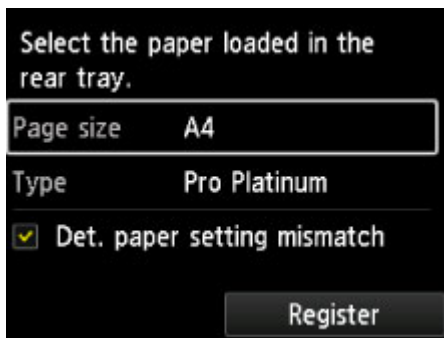 Select the paper loaded in the
rear tray.
Page size A4
Type Pro Platinum
Det. paper setting mismatch
Register